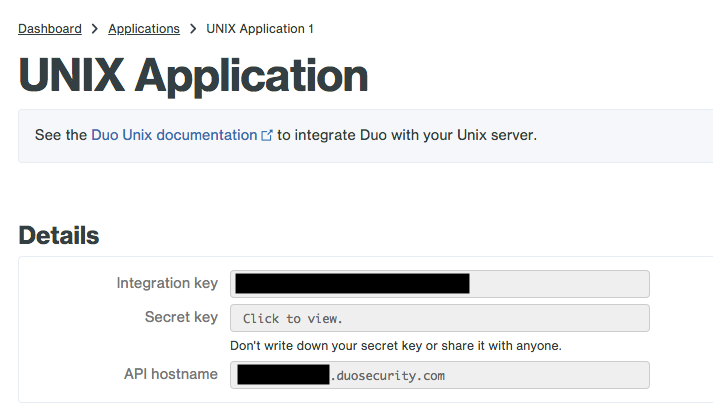 Dashboard > Applications > UNIX Application 1
UNIX Application
See the Duo Unix documentation to integrate Duo with your Unix server.
Details
Integration key
Secret key Click to view.
Don't write down your secret key or share it with anyone.
API hostname .duosecurity.com